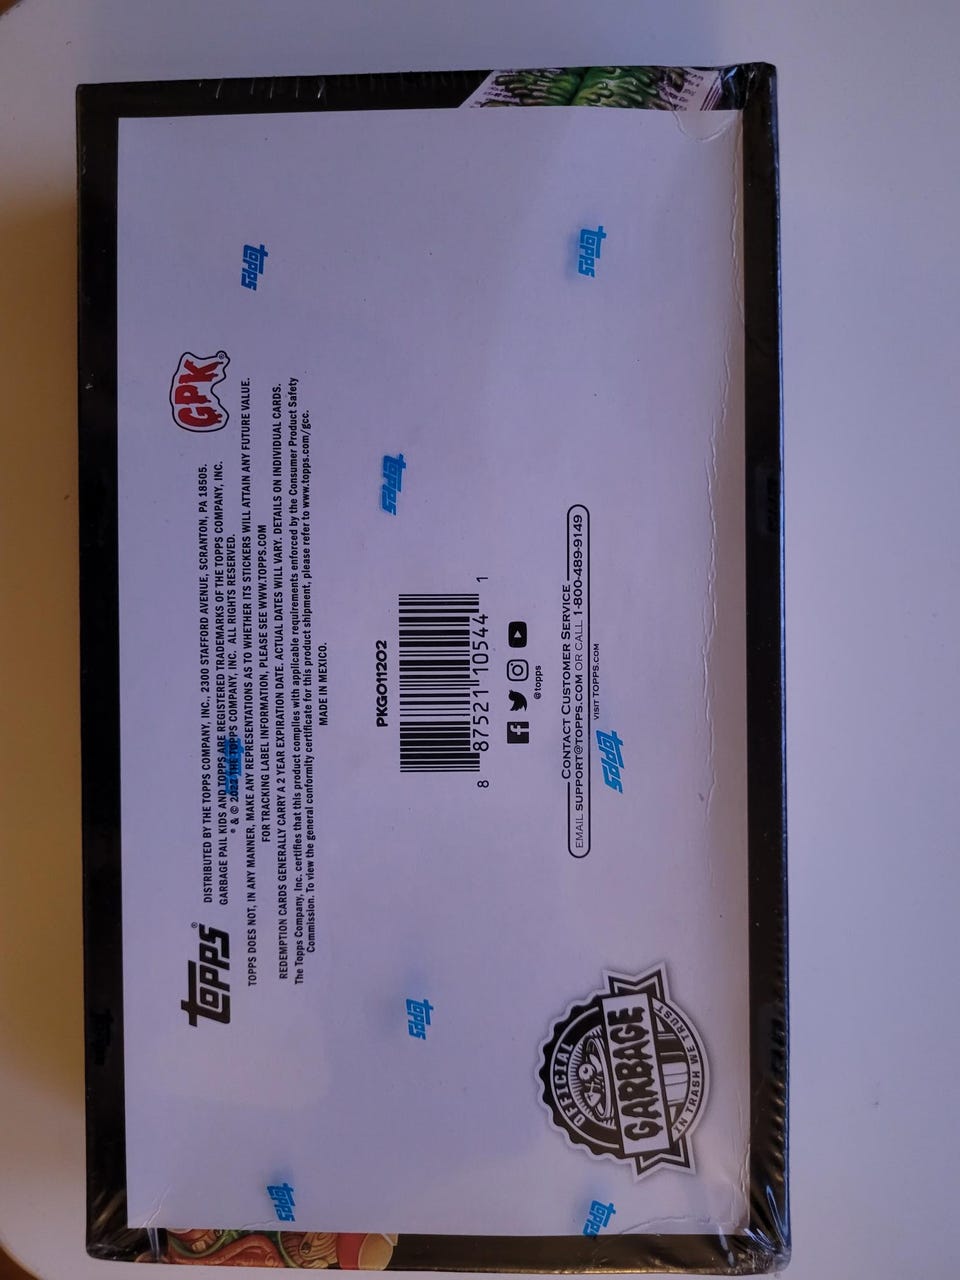 topps®
DISTRIBUTED BY THE TOPPS COMPANY, INC., 2300 STAFFORD AVENUE, SCRANTON, PA 18505.
GARBAGE PAIL KIDS AND TOPPS ARE REGISTERED TRADEMARKS OF THE TOPPS COMPANY, INC.
® & © 2022 THE TOPPS COMPANY, INC. ALL RIGHTS RESERVED.
GPK®
TOPPS DOES NOT, IN ANY MANNER, MAKE ANY REPRESENTATIONS AS TO WHETHER ITS STICKERS WILL ATTAIN ANY FUTURE VALUE.
FOR TRACKING LABEL INFORMATION, PLEASE SEE WWW.TOPPS.COM
REDEMPTION CARDS GENERALLY CARRY A 2 YEAR EXPIRATION DATE. ACTUAL DATES WILL VARY. DETAILS ON INDIVIDUAL CARDS.
The Topps Company, Inc. certifies that this product complies with applicable requirements enforced by the Consumer Product Safety
Commission. To view the general conformity certificate for this product shipment, please refer to www.topps.com/gcc.
MADE IN MEXICO.
PKGO11202
8 87521 10544 1
@topps
CONTACT CUSTOMER SERVICE
EMAIL SUPPORT@TOPPS.COM OR CALL 1-800-489-9149
VISIT TOPPS.COM
OFFICIAL
GARBAGE
IN TRASH WE TRUST
topps
topps
topps
topps
topps
topps
topps